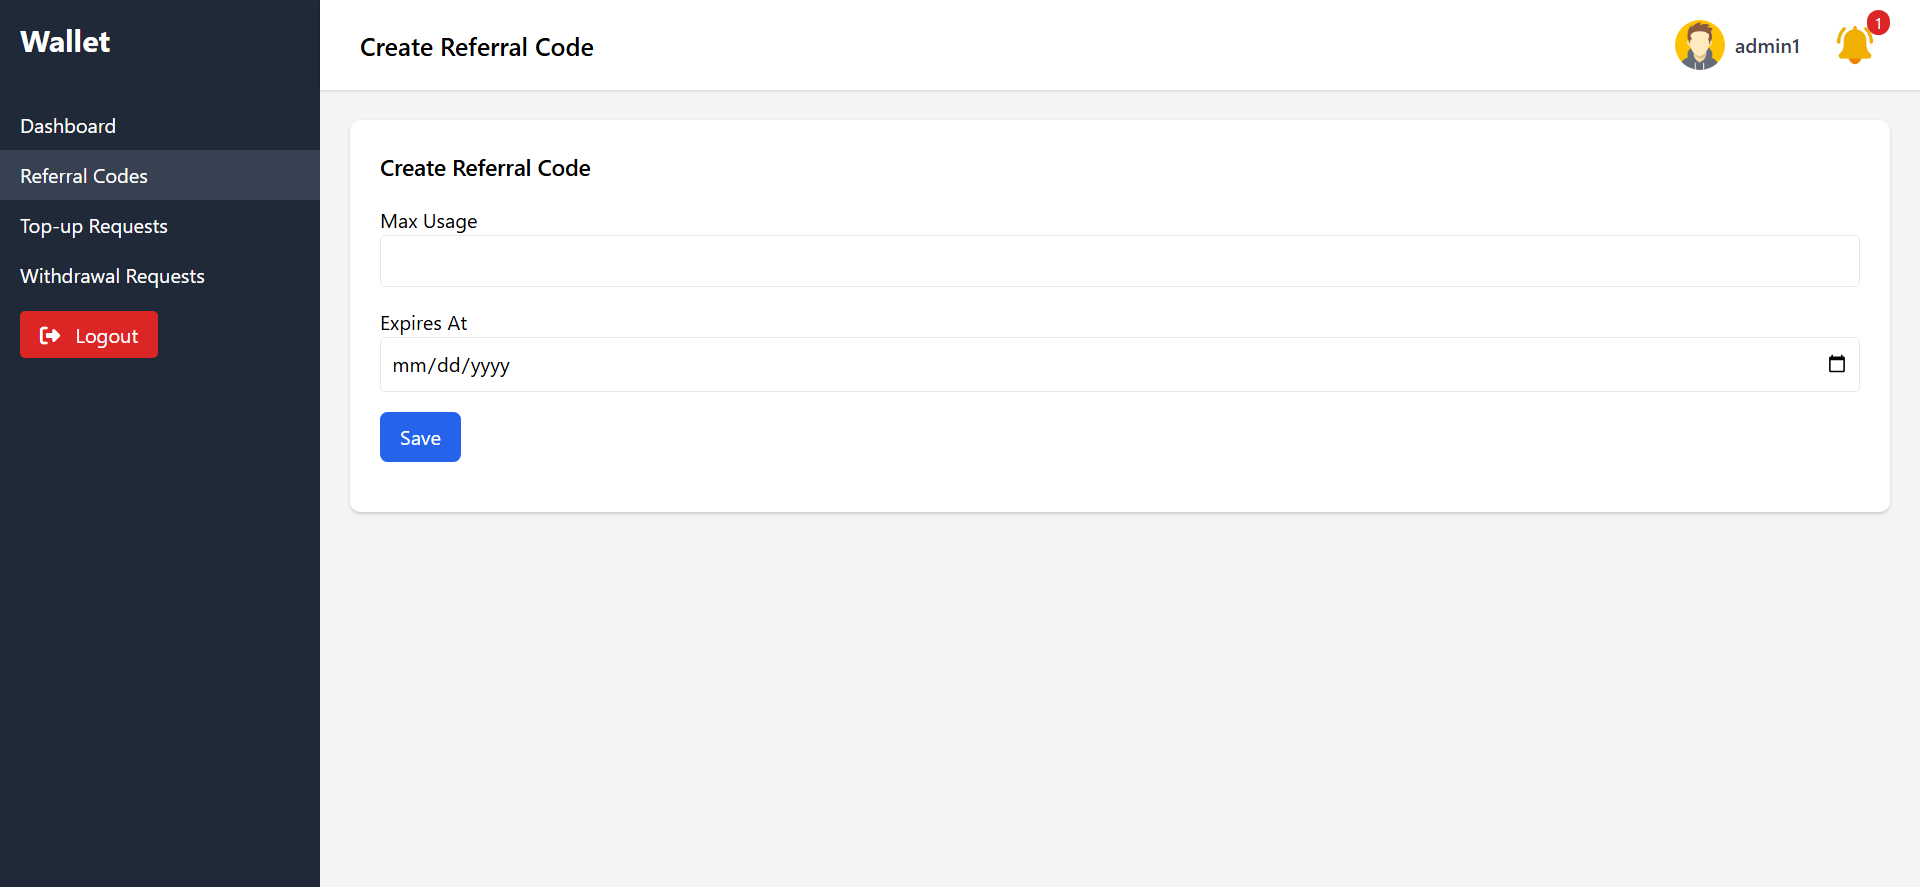 Wallet
Dashboard
Referral Codes
Top-up Requests
Withdrawal Requests
Logout
Create Referral Code
admin1
1
Create Referral Code
Max Usage
Expires At
mm/dd/yyyy
Save